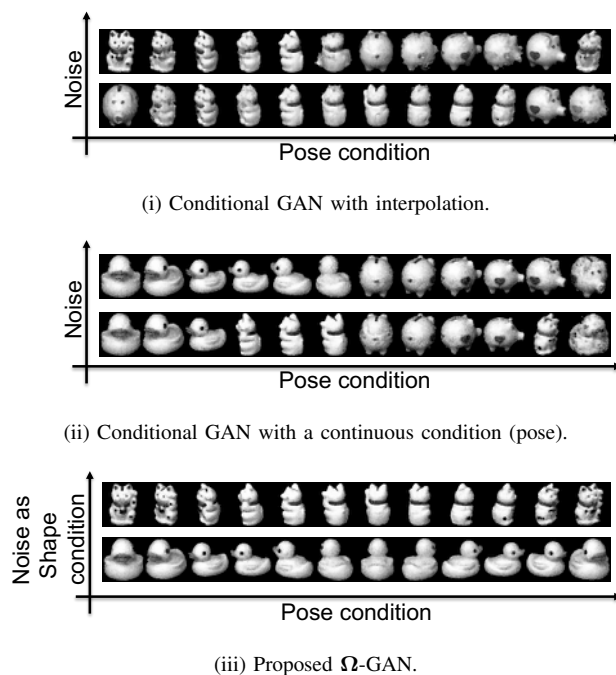 Noise
Pose condition
(i) Conditional GAN with interpolation.
Noise
Pose condition
(ii) Conditional GAN with a continuous condition (pose).
Noise as
Shape
condition
Pose condition
(iii) Proposed Ω-GAN.